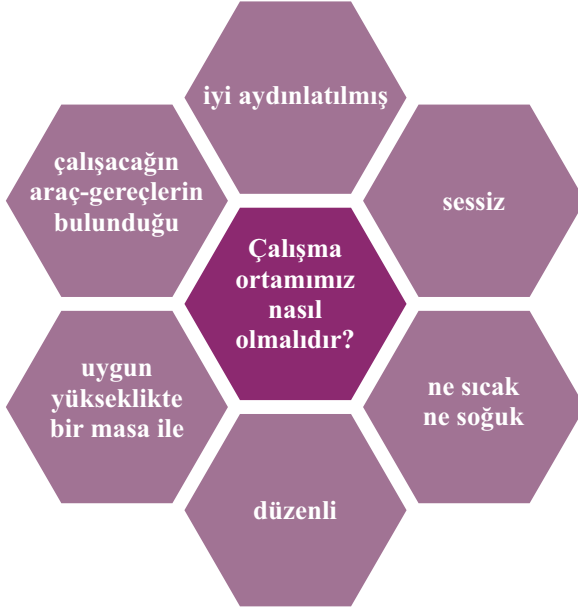 iyi aydınlatılmış
çalışacağın
araç-gereçlerin
bulunduğu
sessiz
Çalışma
ortamımız
nasıl
olmalıdır?
uygun
yükseklikte
bir masa ile
ne sıcak
ne soğuk
düzenli